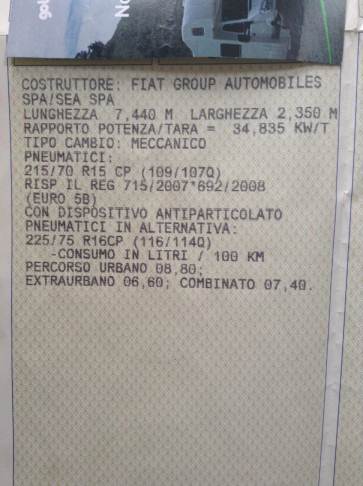 gol
No
COSTRUTTORE: FIAT GROUP AUTOMOBILES
SPA/SEA SPA
LUNGHEZZA 7,440 M LARGHEZZA 2,350 M
RAPPORTO POTENZA/TARA = 34,835 KW/T
TIPO CAMBIO: MECCANICO
PNEUMATICI:
215/70 R15 CP (109/107Q)
RISP IL REG 715/2007*692/2008
(EURO 5B)
CON DISPOSITIVO ANTIPARTICOLATO
PNEUMATICI IN ALTERNATIVA:
225/75 R16CP (116/114Q)
-CONSUMO IN LITRI / 100 KM
PERCORSO URBANO 08,80;
EXTRAURBANO 06,60; COMBINATO 07,40.